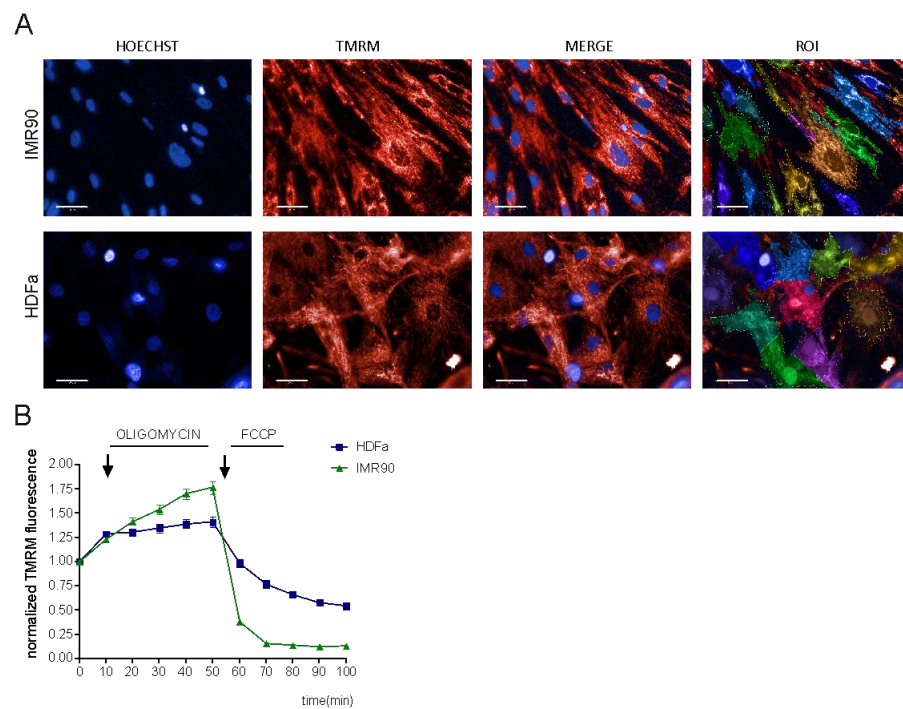 A
HOECHST TMRM MERGE ROI
IMR90
HDFa
B
OLIGOMYCIN FCCP
HDFa
IMR90
normalized TMRM fluorescence
2.00
1.75
1.50
1.25
1.00
0.75
0.50
0.25
0.00
0 10 20 30 40 50 60 70 80 90 100
time(min)